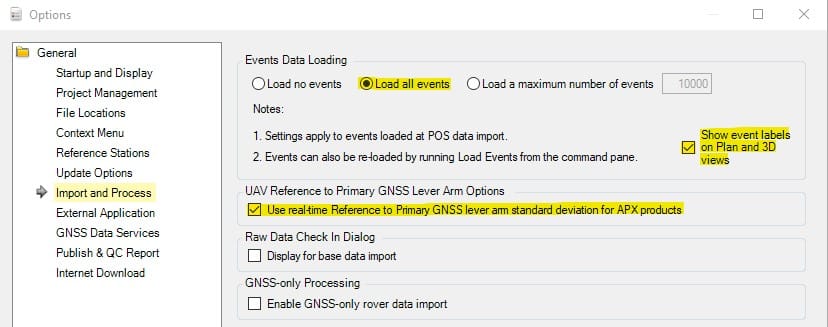 Options
General
Startup and Display
Project Management
File Locations
Context Menu
Reference Stations
Update Options
Import and Process
External Application
GNSS Data Services
Publish & QC Report
Internet Download
Events Data Loading
Load no events Load all events Load a maximum number of events 10000
Notes:
1. Settings apply to events loaded at POS data import.
2. Events can also be re-loaded by running Load Events from the command pane.
Show event labels
on Plan and 3D
views
UAV Reference to Primary GNSS Lever Arm Options
Use real-time Reference to Primary GNSS lever arm standard deviation for APX products
Raw Data Check In Dialog
Display for base data import
GNSS-only Processing
Enable GNSS-only rover data import